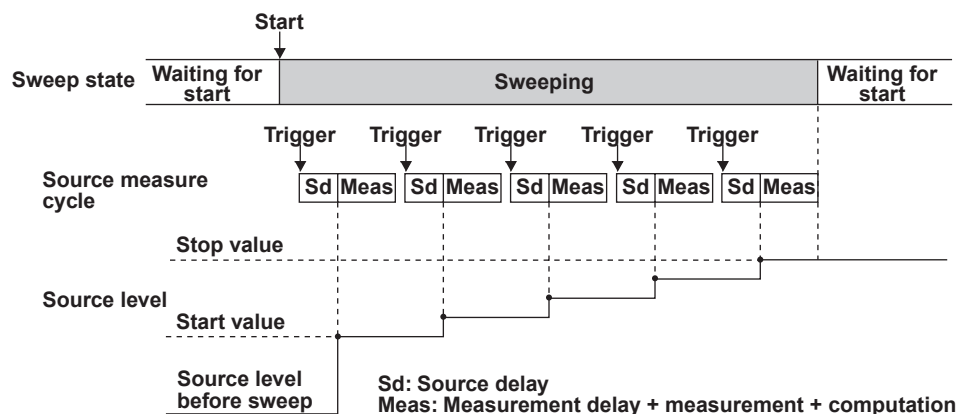 Start
Sweep state
Waiting for
start
Sweeping
Waiting for
start
Trigger Trigger Trigger Trigger Trigger
Source measure
cycle
Sd Meas Sd Meas Sd Meas Sd Meas Sd Meas
Stop value
Source level
Start value
Source level
before sweep
Sd: Source delay
Meas: Measurement delay + measurement + computation